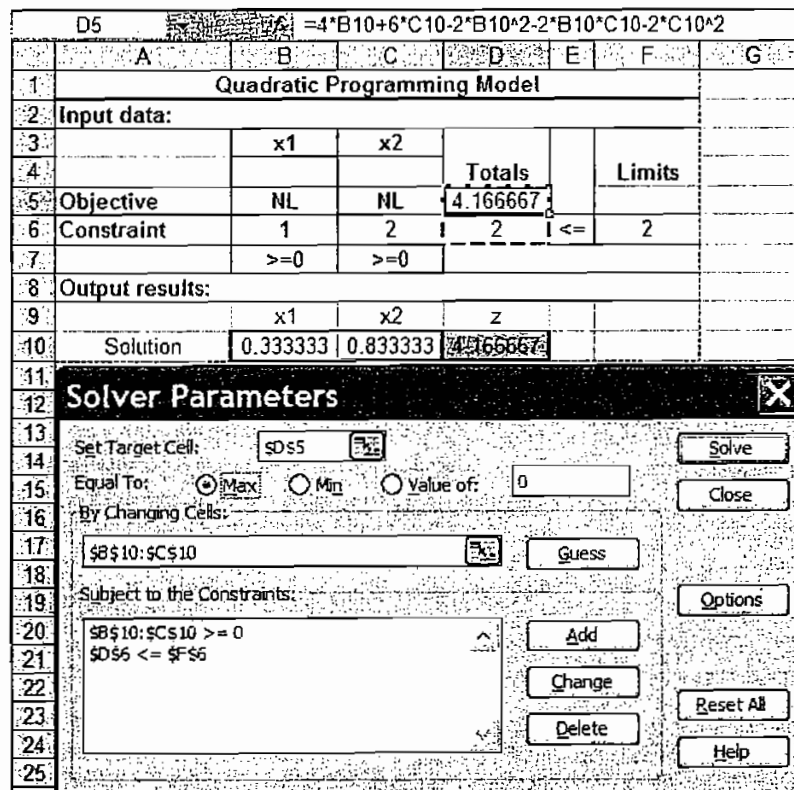 D5 =4*B10+6*C10-2*B10^2-2*B10*C10-2*C10^2
A B C D E F G
1 Quadratic Programming Model
2 Input data:
3 x1 x2
4 Totals Limits
5 Objective NL NL 4.166667
6 Constraint 1 2 2 <= 2
7 >=0 >=0
8 Output results:
9 x1 x2 z
10 Solution 0.333333 0.833333 4.166667
11
12 Solver Parameters
13 Set Target Cell: $D$5 Solve
14
15 Equal To: Max Min Value of: 0 Close
16 By Changing Cells:
17 $B$10:$C$10 Guess
18
19 Subject to the Constraints: Options
20 $B$10:$C$10 >= 0 Add
21 $D$6 <= $F$6
22 Change
23 Reset All
24 Delete Help
25